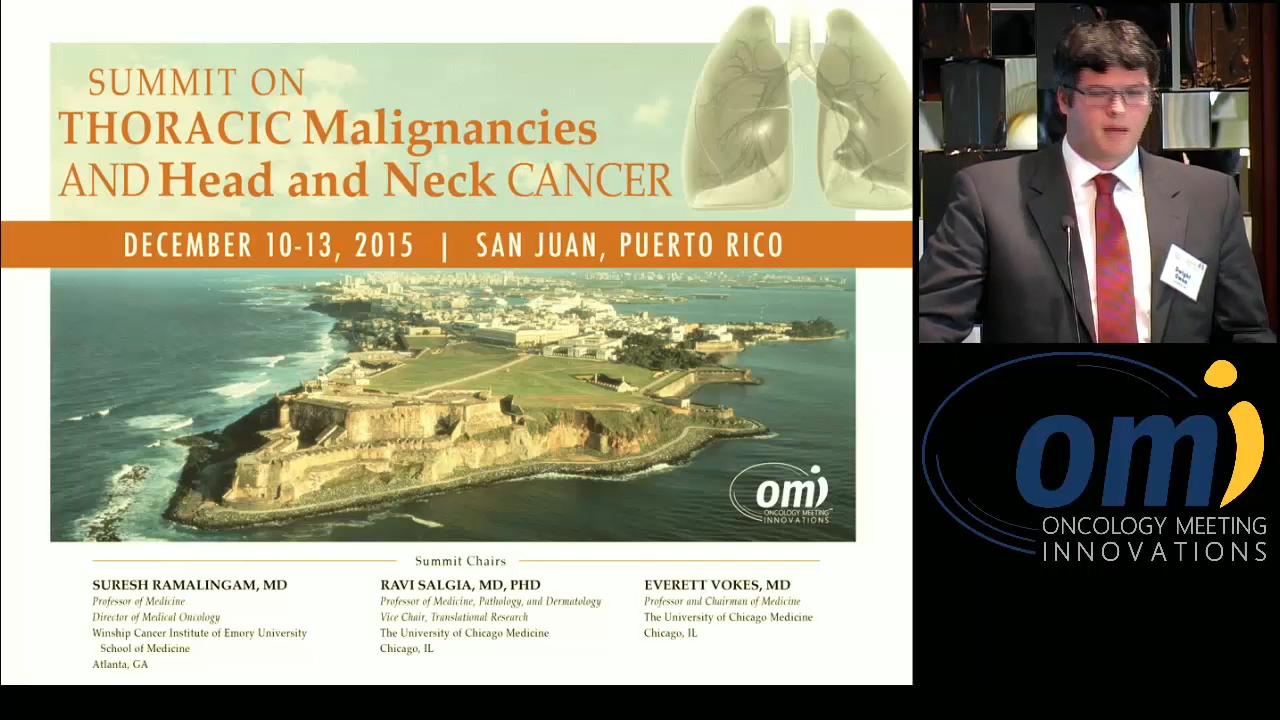 SUMMIT ON
THORACIC Malignancies
AND Head and Neck CANCER
DECEMBER 10-13, 2015 | SAN JUAN, PUERTO RICO
omi
ONCOLOGY MEETING
INNOVATIONS
Summit Chairs
SURESH RAMALINGAM, MD
Professor of Medicine
Director of Medical Oncology
Winship Cancer Institute of Emory University
School of Medicine
Atlanta, GA
RAVI SALGIA, MD, PHD
Professor of Medicine, Pathology, and Dermatology
Vice Chair, Translational Research
The University of Chicago Medicine
Chicago, IL
EVERETT VOKES, MD
Professor and Chairman of Medicine
The University of Chicago Medicine
Chicago, IL
Dwight
Owen
omi
ONCOLOGY MEETING
INNOVATIONS